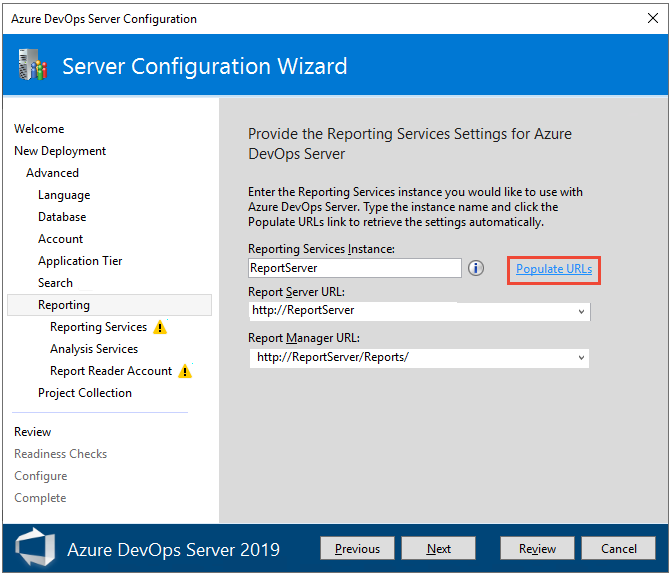 Azure DevOps Server Configuration
Server Configuration Wizard
Welcome
New Deployment
Advanced
Language
Database
Account
Application Tier
Search
Reporting
Reporting Services
Analysis Services
Report Reader Account
Project Collection
Review
Readiness Checks
Configure
Complete
Provide the Reporting Services Settings for Azure
DevOps Server
Enter the Reporting Services instance you would like to use with
Azure DevOps Server. Type the instance name and click the
Populate URLs link to retrieve the settings automatically.
Reporting Services Instance:
ReportServer
Populate URLs
Report Server URL:
http://ReportServer
Report Manager URL:
http://ReportServer/Reports/
Azure DevOps Server 2019
Previous
Next
Review
Cancel